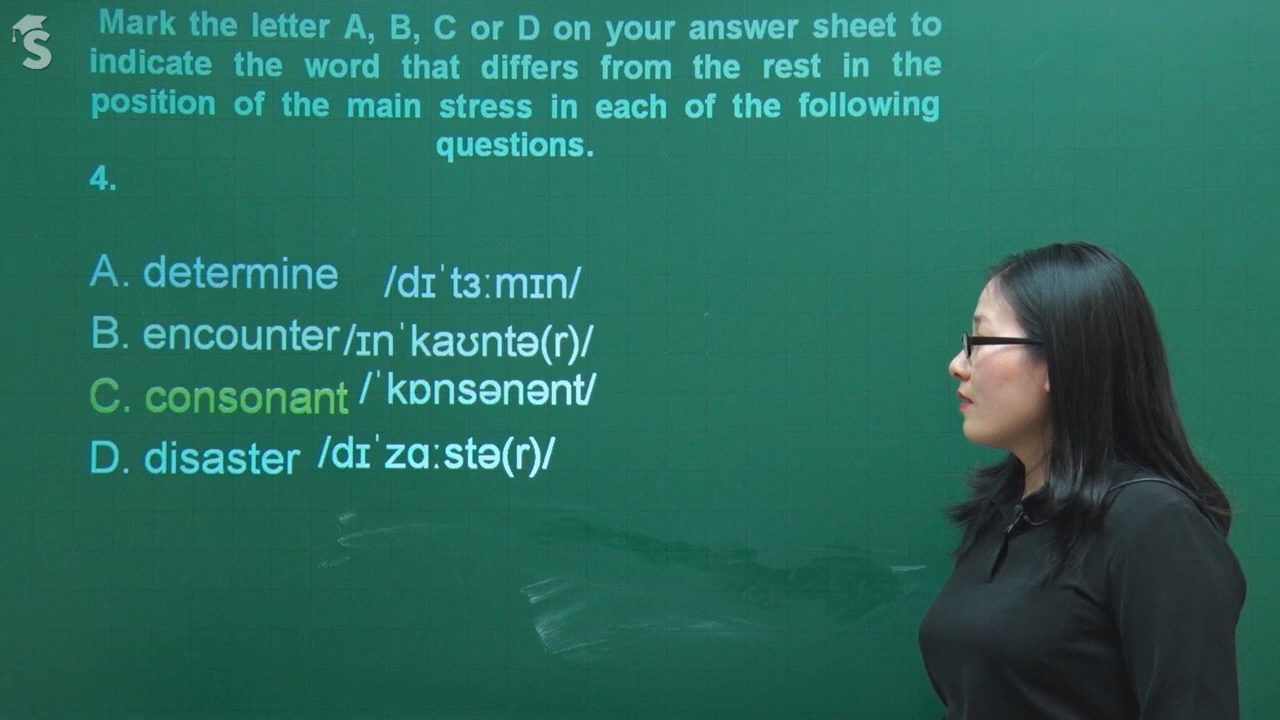 S
Mark the letter A, B, C or D on your answer sheet to
indicate the word that differs from the rest in the
position of the main stress in each of the following
questions.
4.
A. determine /dɪˈtɜːmɪn/
B. encounter /ɪnˈkaʊntə(r)/
C. consonant /ˈkɒnsənənt/
D. disaster /dɪˈzɑːstə(r)/